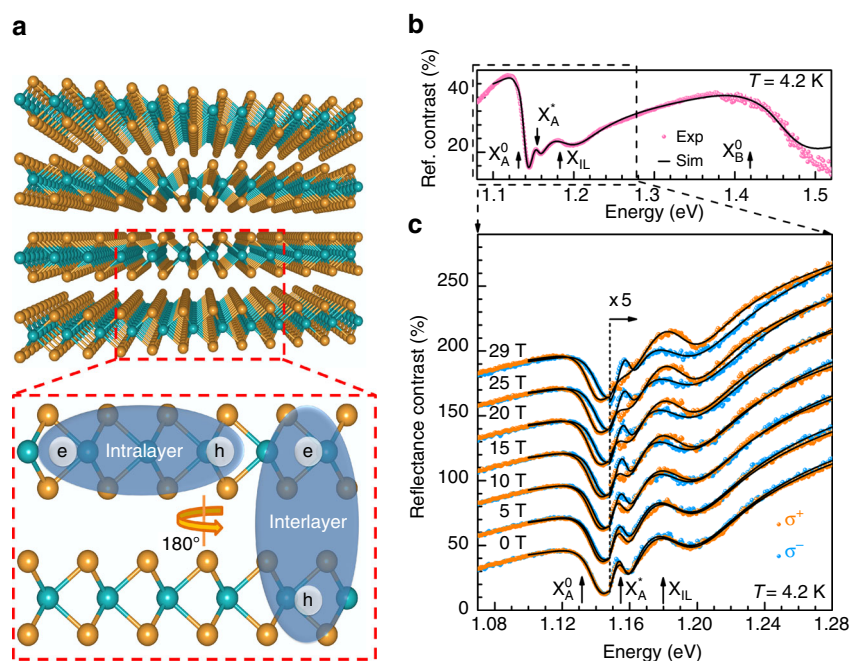 a
e
Intralayer
h
e
180°
Interlayer
h
b
Ref. contrast (%)
40
20
T = 4.2 K
X_A^*
X_A^0
X_IL
Exp
Sim
X_B^0
1.1
1.2
1.3
1.4
1.5
Energy (eV)
c
Reflectance contrast (%)
250
200
150
100
50
0
x 5
29 T
25 T
20 T
15 T
10 T
5 T
0 T
σ+
σ−
X_A^0
X_A^*
X_IL
T = 4.2 K
1.08
1.12
1.16
1.20
1.24
1.28
Energy (eV)